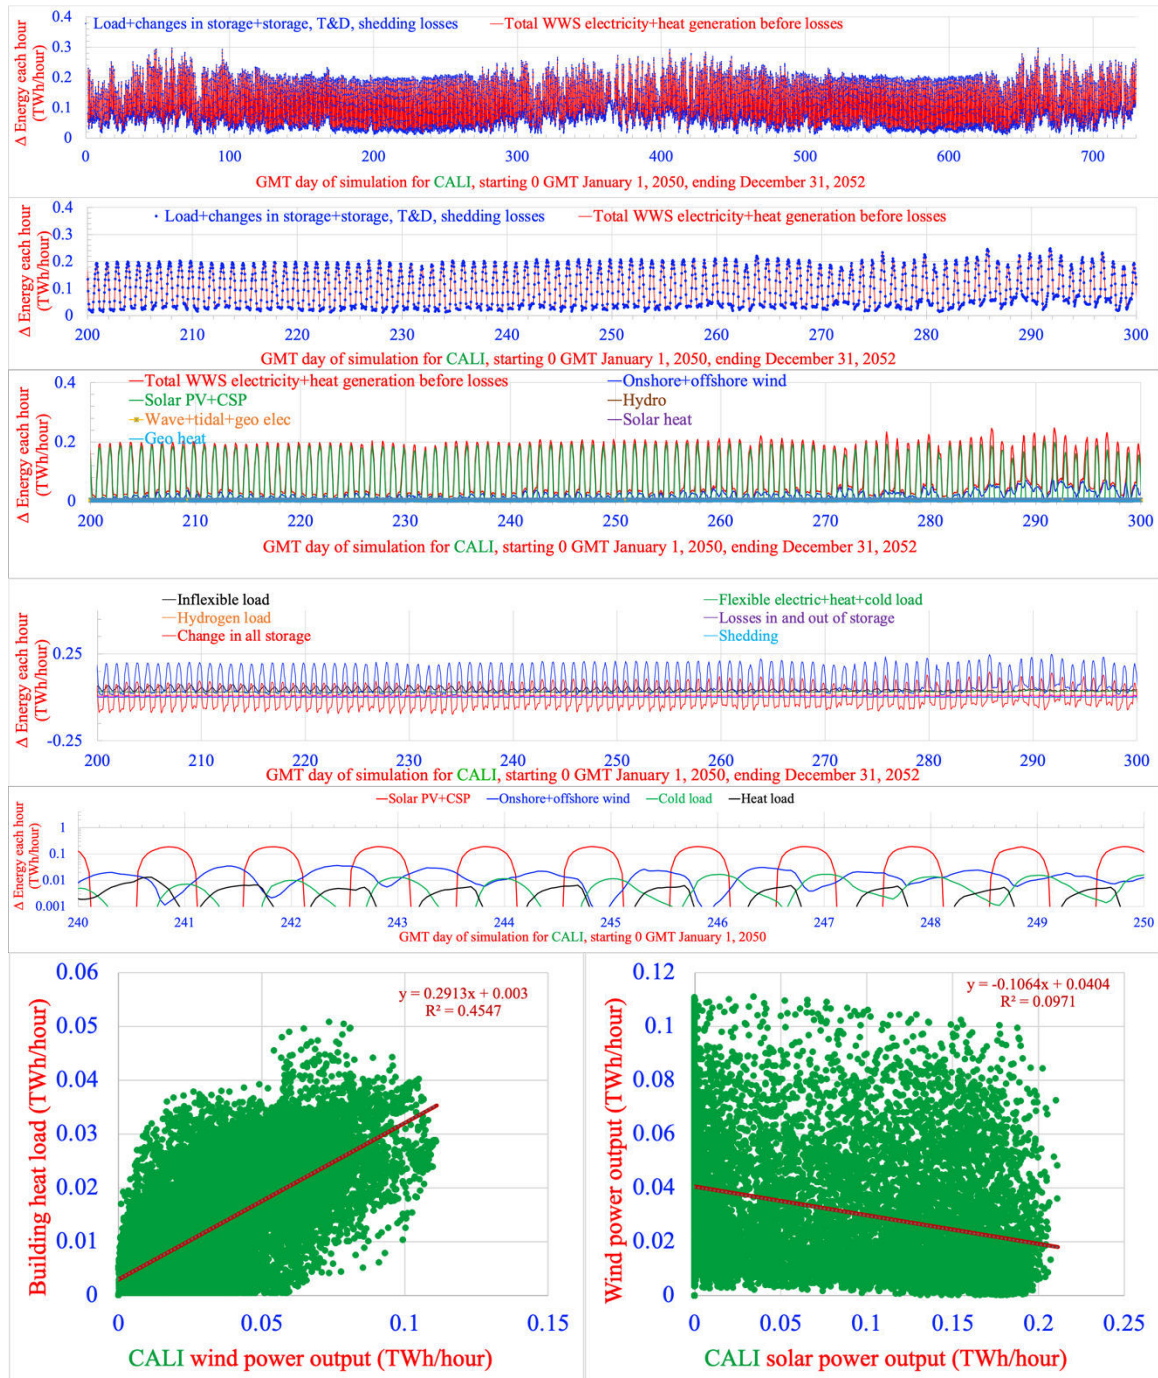 Load+changes in storage+storage, T&D, shedding losses —Total WWS electricity+heat generation before losses
Δ Energy each hour
(TWh/hour)
0.4
0.3
0.2
0.1
0
0 100 200 300 400 500 600 700
GMT day of simulation for CALI, starting 0 GMT January 1, 2050, ending December 31, 2052
Load+changes in storage+storage, T&D, shedding losses —Total WWS electricity+heat generation before losses
Δ Energy each hour
(TWh/hour)
0.4
0.3
0.2
0.1
0
200 210 220 230 240 250 260 270 280 290 300
GMT day of simulation for CALI, starting 0 GMT January 1, 2050, ending December 31, 2052
—Total WWS electricity+heat generation before losses —Onshore+offshore wind
—Solar PV+CSP —Hydro
Wave+tidal+geo elec —Solar heat
—Geo heat
Δ Energy each hour
(TWh/hour)
0.4
0.2
0
200 210 220 230 240 250 260 270 280 290 300
GMT day of simulation for CALI, starting 0 GMT January 1, 2050, ending December 31, 2052
—Inflexible load —Flexible electric+heat+cold load
—Hydrogen load —Losses in and out of storage
—Change in all storage —Shedding
Δ Energy each hour
(TWh/hour)
0.25
-0.25
200 210 220 230 240 250 260 270 280 290 300
GMT day of simulation for CALI, starting 0 GMT January 1, 2050, ending December 31, 2052
—Solar PV+CSP —Onshore+offshore wind —Cold load —Heat load
Δ Energy each hour
(TWh/hour)
1
0.1
0.01
0.001
240 241 242 243 244 245 246 247 248 249 250
GMT day of simulation for CALI, starting 0 GMT January 1, 2050
Building heat load (TWh/hour)
0.06
0.05
0.04
0.03
0.02
0.01
0
y = 0.2913x + 0.003
R² = 0.4547
0 0.05 0.1 0.15
CALI wind power output (TWh/hour)
Wind power output (TWh/hour)
0.12
0.1
0.08
0.06
0.04
0.02
0
y = -0.1064x + 0.0404
R² = 0.0971
0 0.05 0.1 0.15 0.2 0.25
CALI solar power output (TWh/hour)